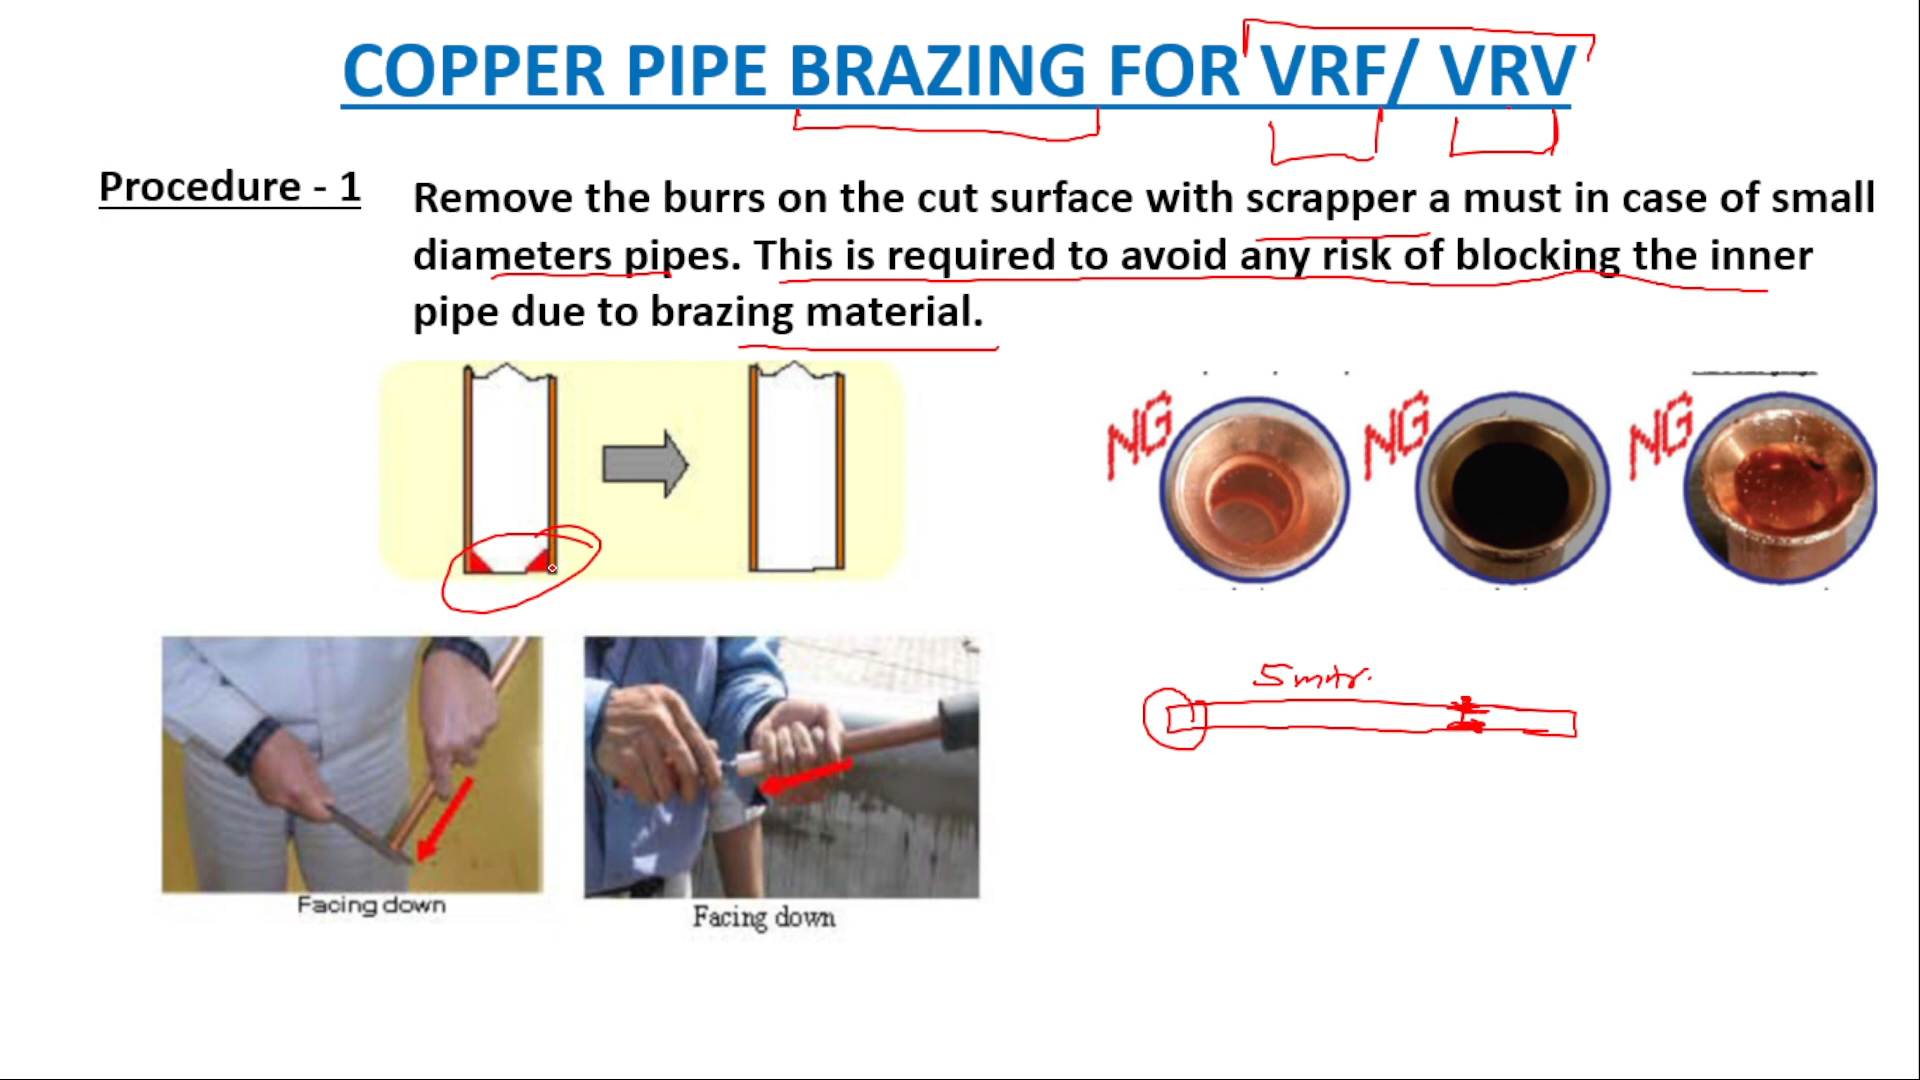 COPPER PIPE BRAZING FOR VRF/ VRV
Procedure - 1
Remove the burrs on the cut surface with scrapper a must in case of small
diameters pipes. This is required to avoid any risk of blocking the inner
pipe due to brazing material.
NG
NG
NG
5 mtr.
Facing down
Facing down